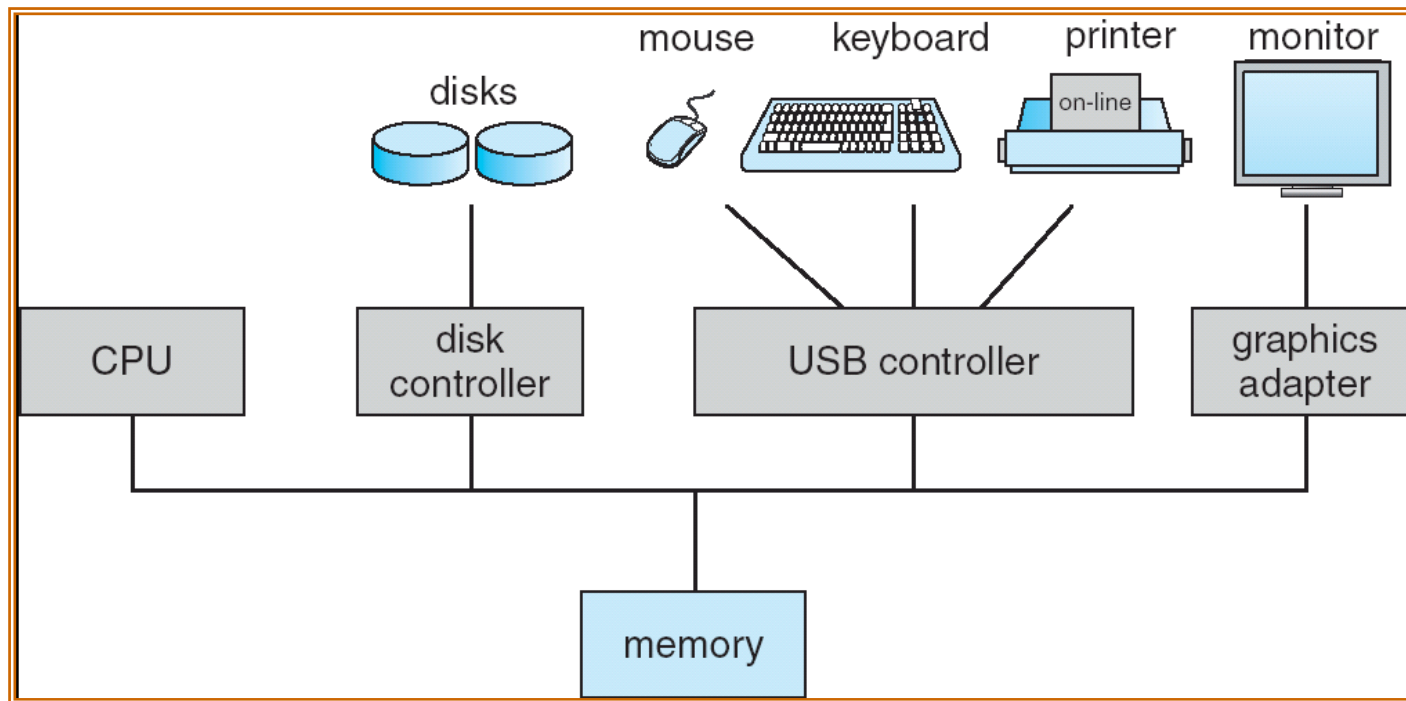 mouse
keyboard
printer
monitor
disks
on-line
CPU
disk
controller
USB controller
graphics
adapter
memory